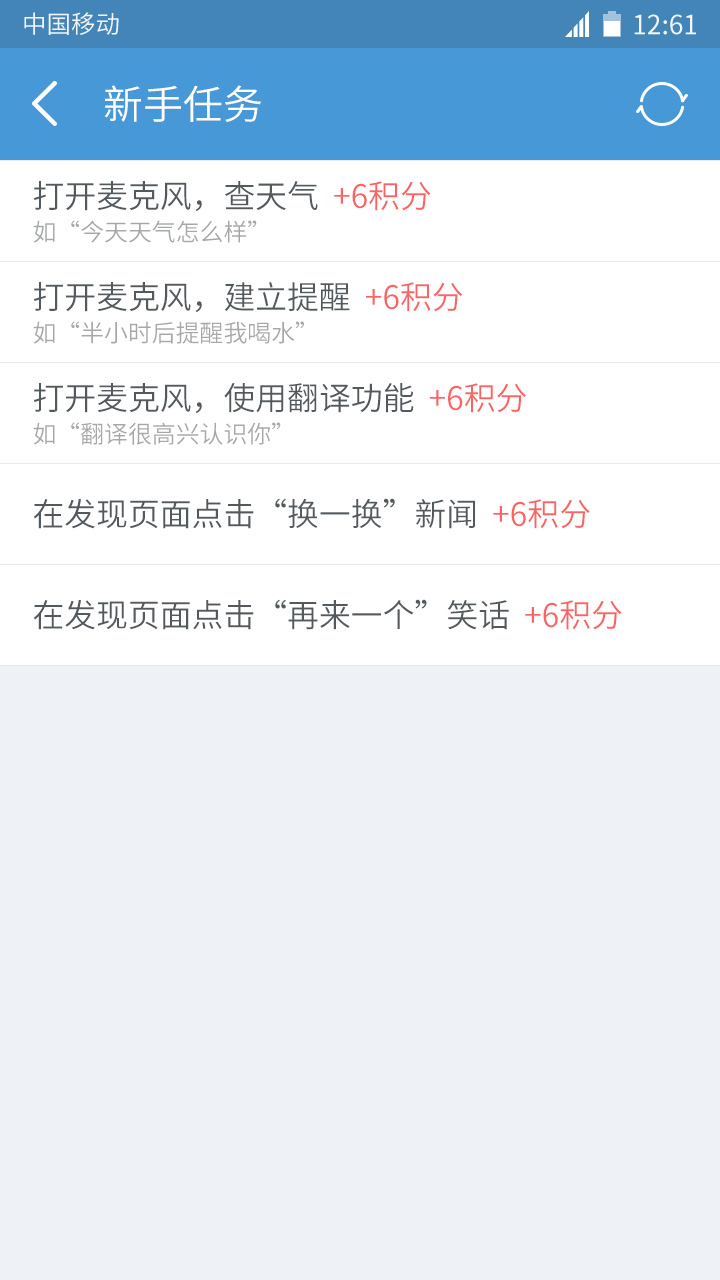 中国移动 12:61
新手任务
打开麦克风，查天气 +6积分
如“今天天气怎么样”
打开麦克风，建立提醒 +6积分
如“半小时后提醒我喝水”
打开麦克风，使用翻译功能 +6积分
如“翻译很高兴认识你”
在发现页面点击“换一换”新闻 +6积分
在发现页面点击“再来一个”笑话 +6积分